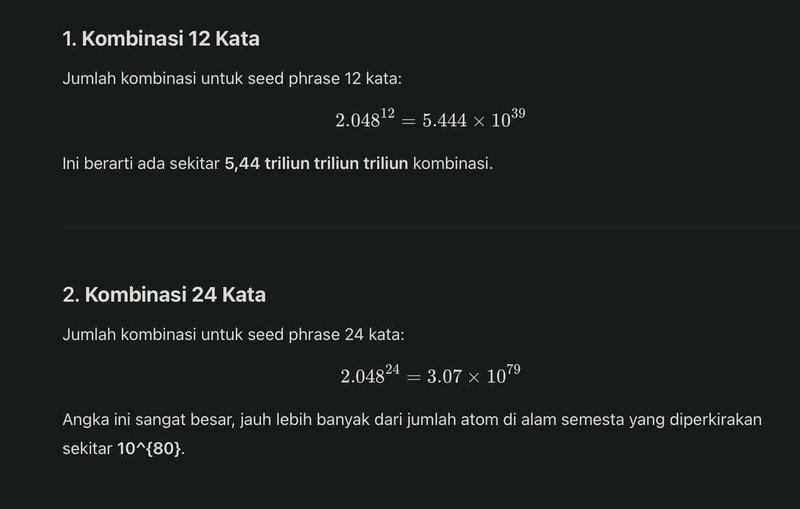 1. Kombinasi 12 Kata
Jumlah kombinasi untuk seed phrase 12 kata:
2.048^12 = 5.444 × 10^39
Ini berarti ada sekitar 5,44 triliun triliun triliun kombinasi.
2. Kombinasi 24 Kata
Jumlah kombinasi untuk seed phrase 24 kata:
2.048^24 = 3.07 × 10^79
Angka ini sangat besar, jauh lebih banyak dari jumlah atom di alam semesta yang diperkirakan
sekitar 10^{80}.